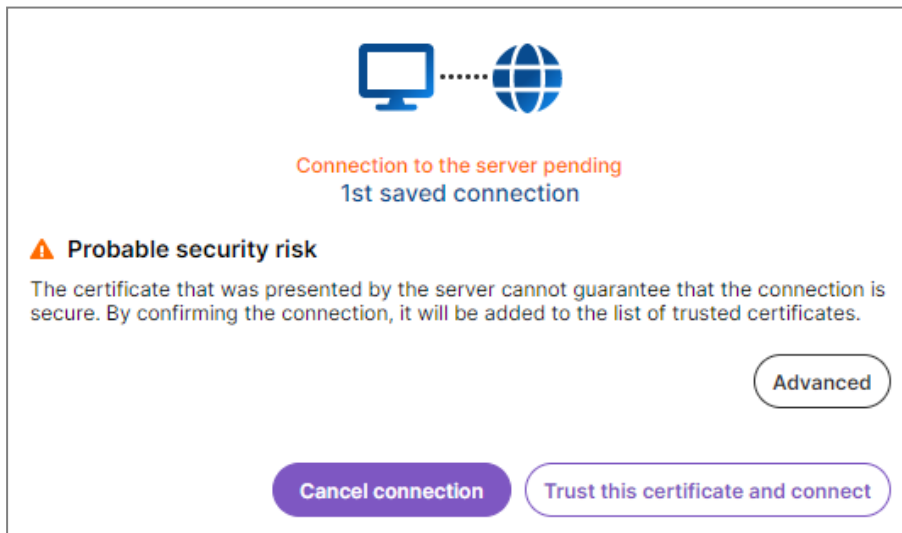 Connection to the server pending
1st saved connection
Probable security risk
The certificate that was presented by the server cannot guarantee that the connection is
secure. By confirming the connection, it will be added to the list of trusted certificates.
Advanced
Cancel connection
Trust this certificate and connect